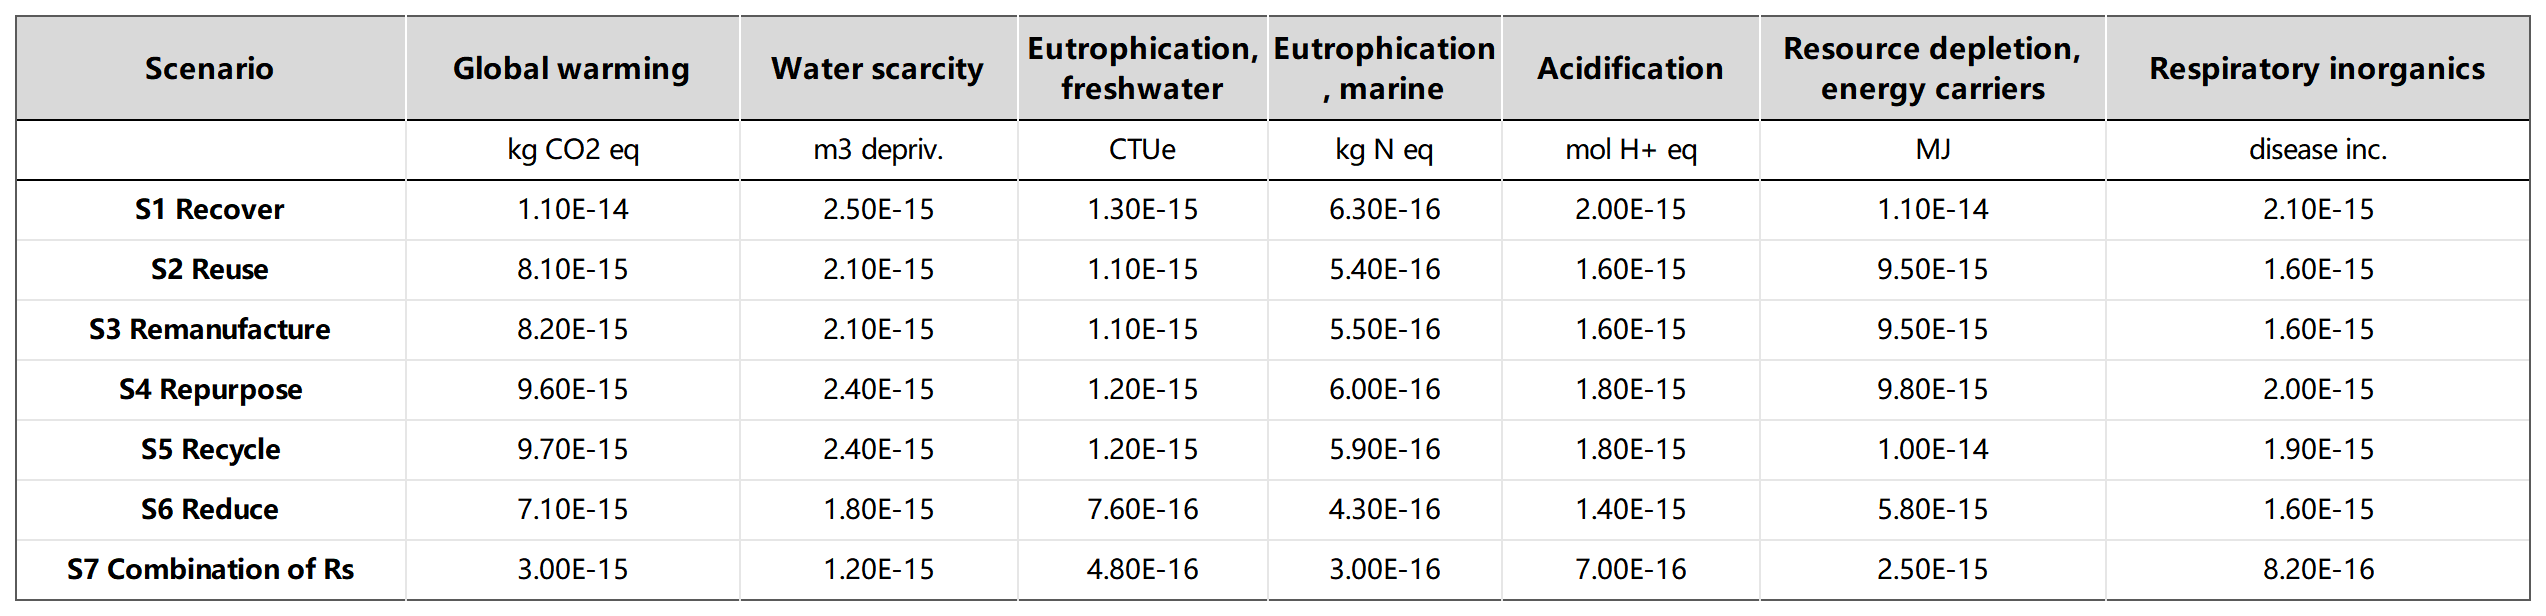 Scenario Global warming Water scarcity Eutrophication, freshwater Eutrophication , marine Acidification Resource depletion, energy carriers Respiratory inorganics
kg CO2 eq m3 depriv. CTUe kg N eq mol H+ eq MJ disease inc.
S1 Recover 1.10E-14 2.50E-15 1.30E-15 6.30E-16 2.00E-15 1.10E-14 2.10E-15
S2 Reuse 8.10E-15 2.10E-15 1.10E-15 5.40E-16 1.60E-15 9.50E-15 1.60E-15
S3 Remanufacture 8.20E-15 2.10E-15 1.10E-15 5.50E-16 1.60E-15 9.50E-15 1.60E-15
S4 Repurpose 9.60E-15 2.40E-15 1.20E-15 6.00E-16 1.80E-15 9.80E-15 2.00E-15
S5 Recycle 9.70E-15 2.40E-15 1.20E-15 5.90E-16 1.80E-15 1.00E-14 1.90E-15
S6 Reduce 7.10E-15 1.80E-15 7.60E-16 4.30E-16 1.40E-15 5.80E-15 1.60E-15
S7 Combination of Rs 3.00E-15 1.20E-15 4.80E-16 3.00E-16 7.00E-16 2.50E-15 8.20E-16